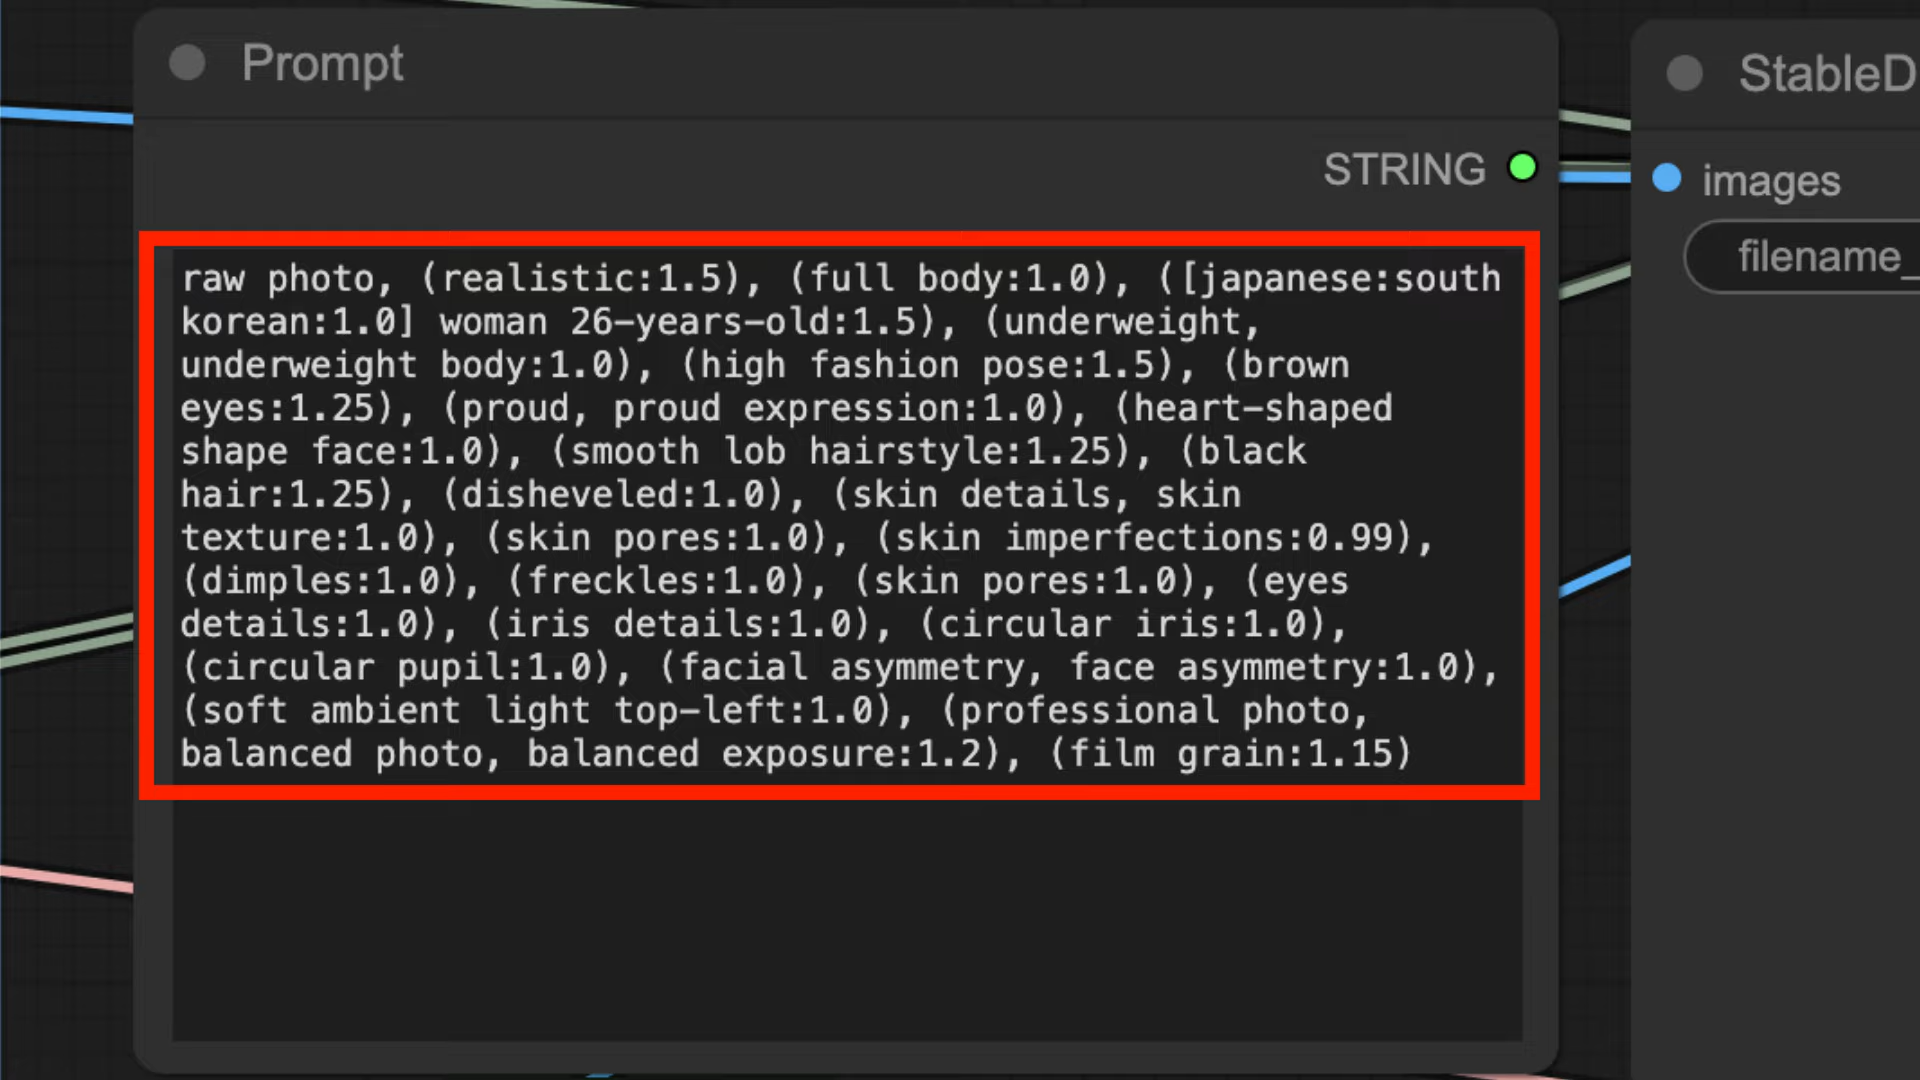 Prompt
STRING
raw photo, (realistic:1.5), (full body:1.0), ([japanese:south
korean:1.0] woman 26-years-old:1.5), (underweight,
underweight body:1.0), (high fashion pose:1.5), (brown
eyes:1.25), (proud, proud expression:1.0), (heart-shaped
shape face:1.0), (smooth lob hairstyle:1.25), (black
hair:1.25), (disheveled:1.0), (skin details, skin
texture:1.0), (skin pores:1.0), (skin imperfections:0.99),
(dimples:1.0), (freckles:1.0), (skin pores:1.0), (eyes
details:1.0), (iris details:1.0), (circular iris:1.0),
(circular pupil:1.0), (facial asymmetry, face asymmetry:1.0),
(soft ambient light top-left:1.0), (professional photo,
balanced photo, balanced exposure:1.2), (film grain:1.15)
StableD
images
filename_